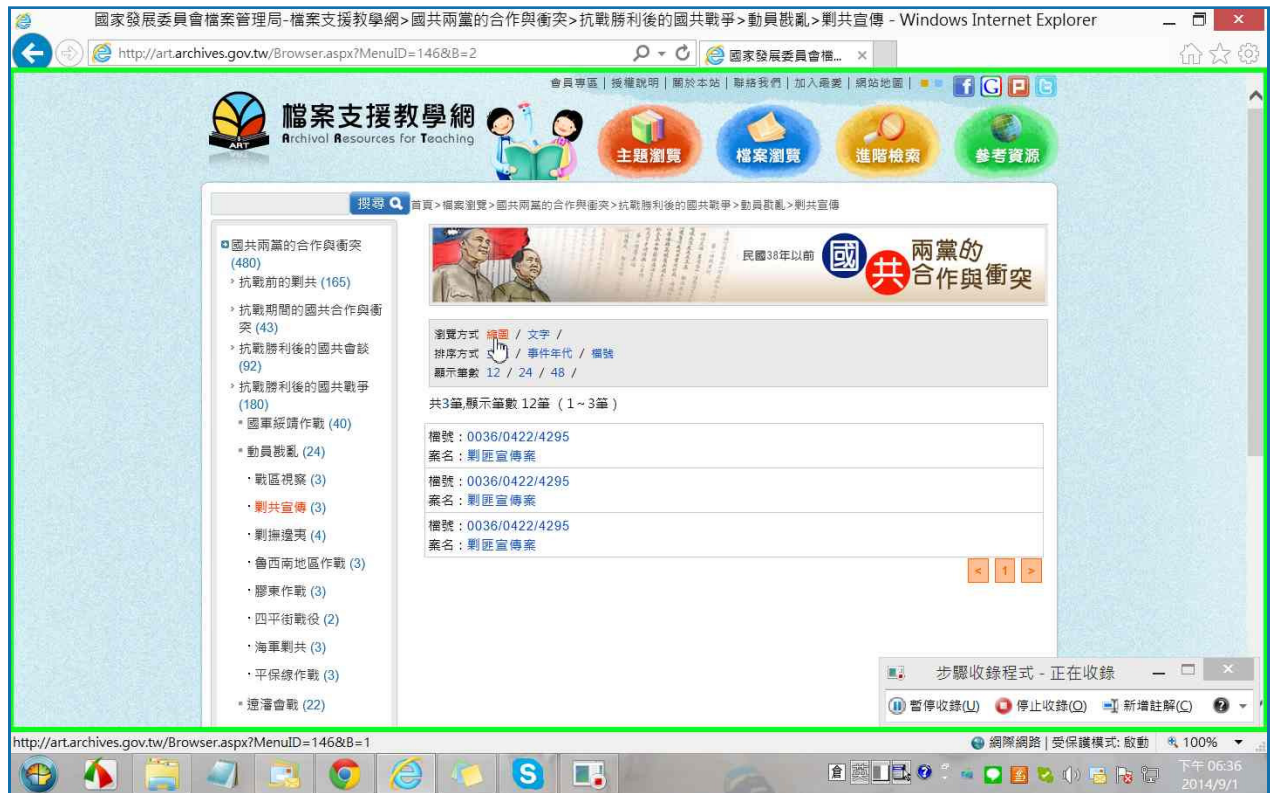 國家發展委員會檔案管理局-檔案支援教學網>國共兩黨的合作與衝突>抗戰勝利後的國共戰爭>動員戡亂>剿共宣傳 - Windows Internet Explorer
http://art.archives.gov.tw/Browser.aspx?MenuID=146&B=2
國家發展委員會檔...
會員專區 | 授權說明 | 關於本站 | 聯絡我們 | 加入最愛 | 網站地圖 |
檔案支援教學網
Archival Resources for Teaching
ART
主題瀏覽
檔案瀏覽
進階檢索
參考資源
搜尋
首頁>檔案瀏覽>國共兩黨的合作與衝突>抗戰勝利後的國共戰爭>動員戡亂>剿共宣傳
國共兩黨的合作與衝突
(480)
抗戰前的剿共 (165)
抗戰期間的國共合作與衝
突 (43)
抗戰勝利後的國共會談
(92)
抗戰勝利後的國共戰爭
(180)
國軍綏靖作戰 (40)
動員戡亂 (24)
戰區視察 (3)
剿共宣傳 (3)
剿撫邊夷 (4)
魯西南地區作戰 (3)
膠東作戰 (3)
四平街戰役 (2)
海軍剿共 (3)
平保線作戰 (3)
遼瀋會戰 (22)
民國38年以前 國共 兩黨的
合作與衝突
瀏覽方式 繪圖 / 文字 /
排序方式 / 事件年代 / 檔號
顯示筆數 12 / 24 / 48 /
共3筆,顯示筆數 12筆 ( 1 ~ 3筆 )
檔號:0036/0422/4295
案名:剿匪宣傳案
檔號:0036/0422/4295
案名:剿匪宣傳案
檔號:0036/0422/4295
案名:剿匪宣傳案
< 1 >
步驟收錄程式 - 正在收錄
暫停收錄(U) 停止收錄(O) 新增註解(C)
http://art.archives.gov.tw/Browser.aspx?MenuID=146&B=1
網際網路 | 受保護模式: 啟動 100%
倉 英
下午 06:36
2014/9/1